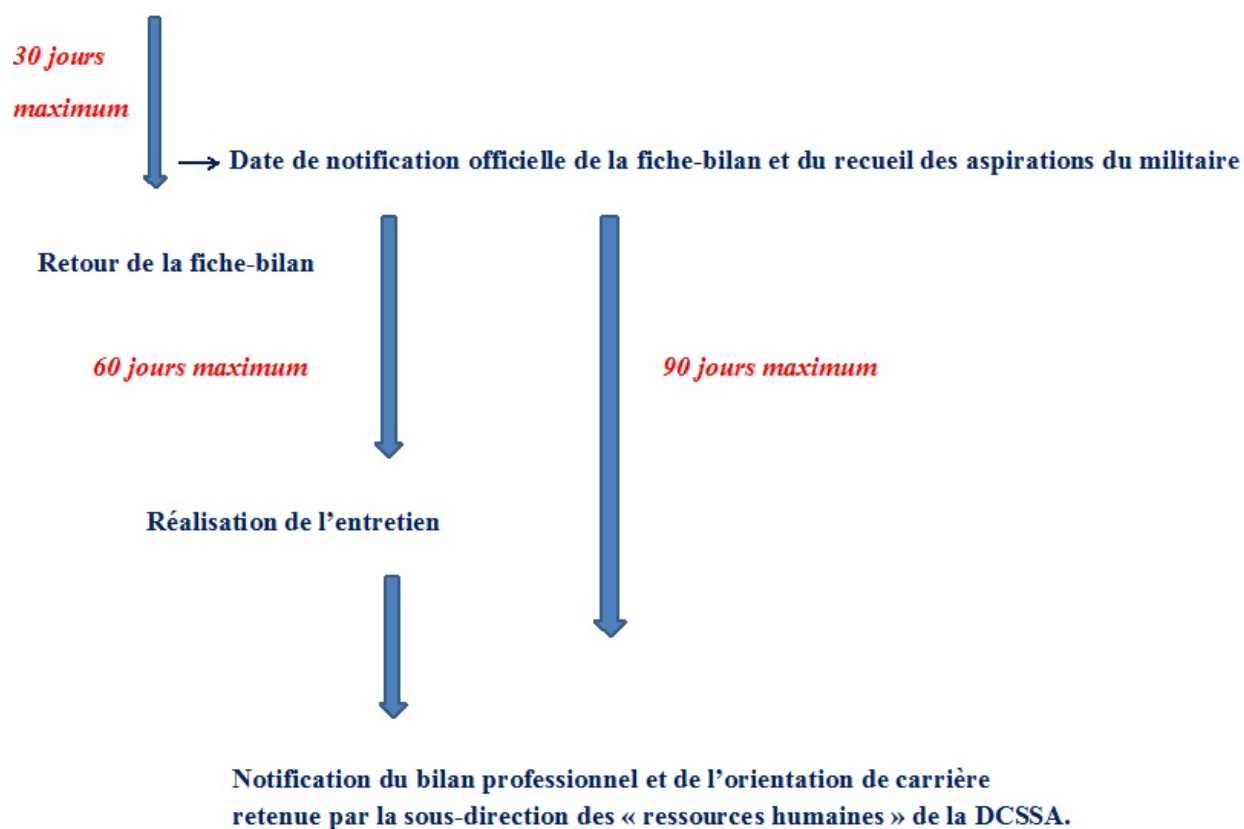 30 jours
maximum
Date de notification officielle de la fiche-bilan et du recueil des aspirations du militaire
Retour de la fiche-bilan
60 jours maximum
90 jours maximum
Réalisation de l’entretien
Notification du bilan professionnel et de l’orientation de carrière
retenue par la sous-direction des « ressources humaines » de la DCSSA.